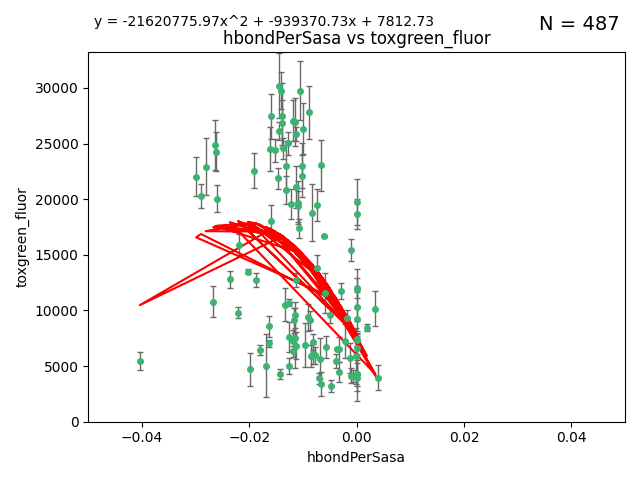 y = -21620775.97x^2 + -939370.73x + 7812.73
N = 487
hbondPerSasa vs toxgreen_fluor
toxgreen_fluor
30000
25000
20000
15000
10000
5000
0
−0.04
−0.02
0.00
0.02
0.04
hbondPerSasa